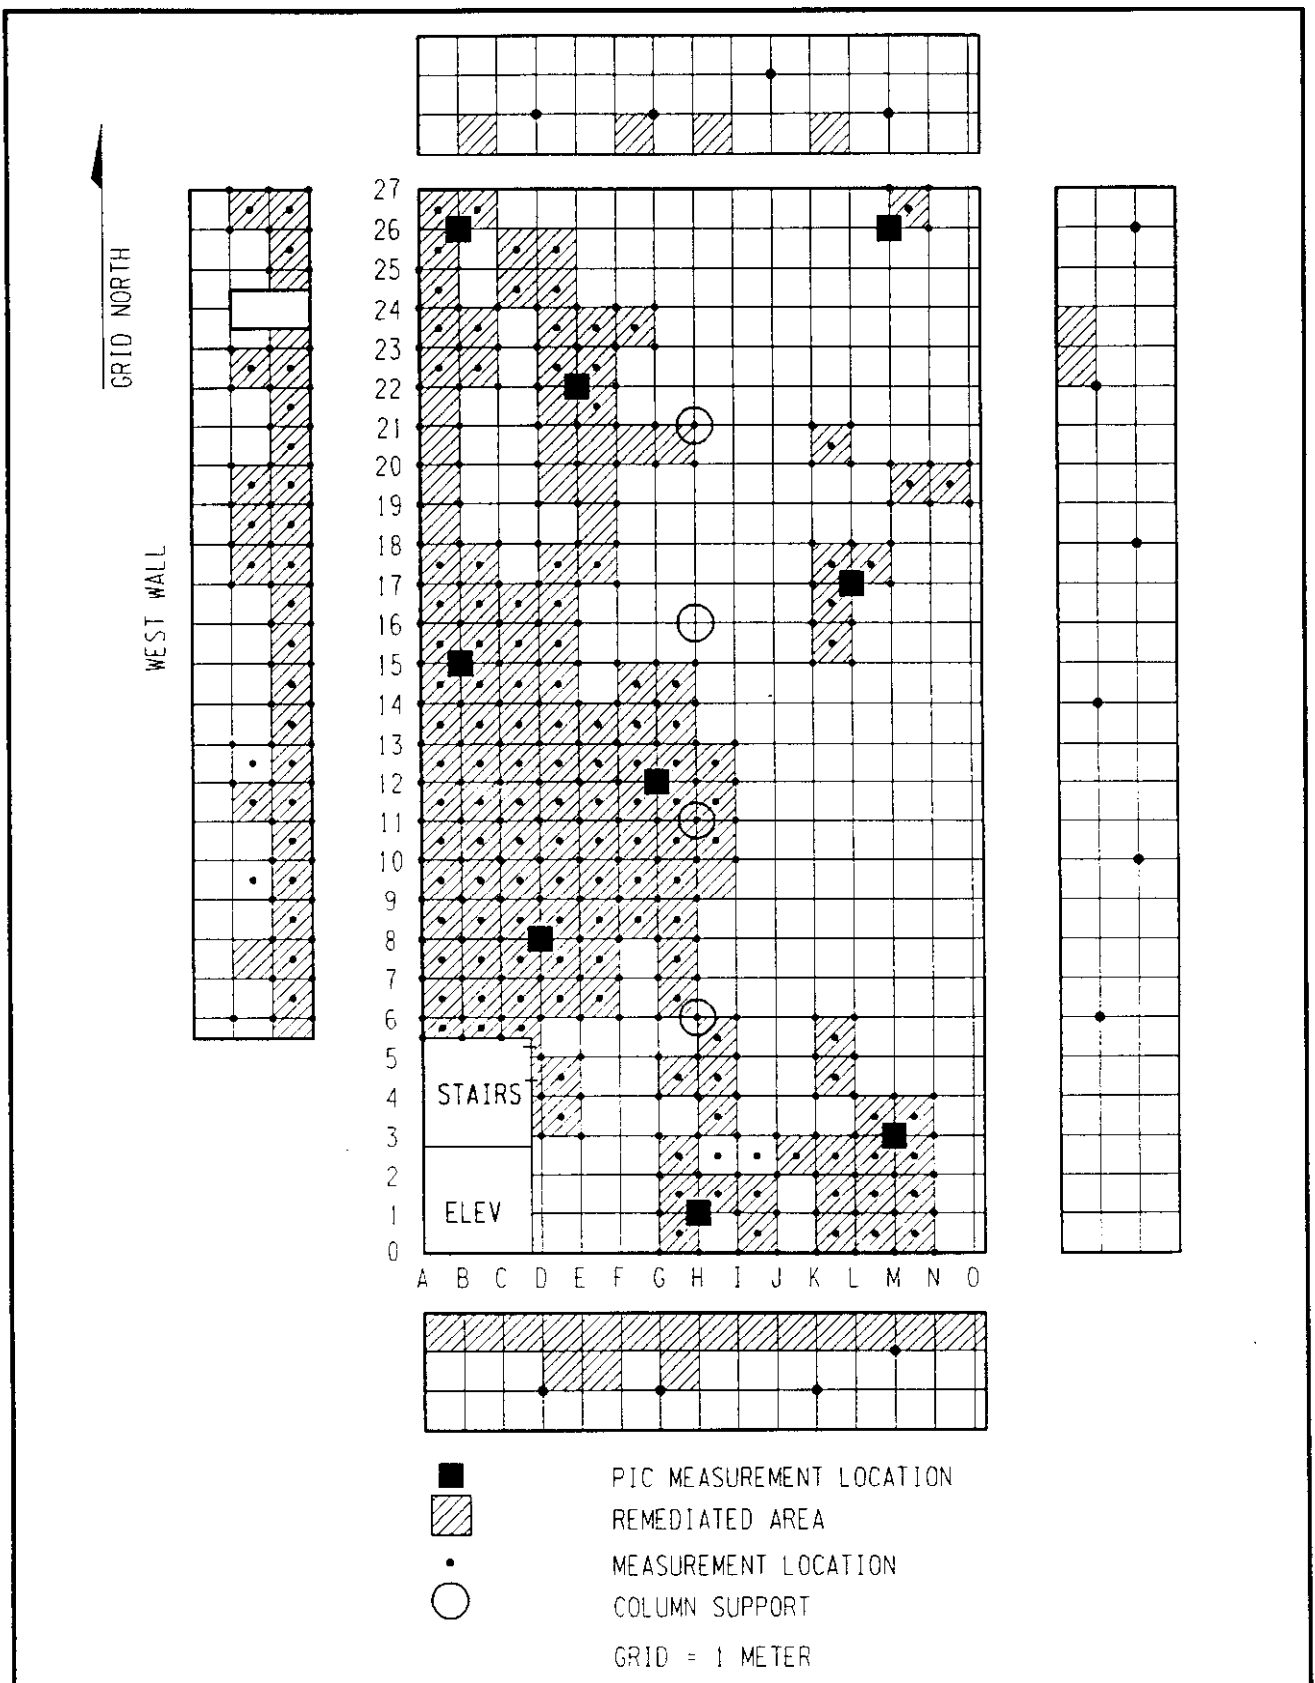 GRID NORTH
WEST WALL
27
26
25
24
23
22
21
20
19
18
17
16
15
14
13
12
11
10
9
8
7
6
5
4
3
2
1
0
STAIRS
ELEV
A B C D E F G H I J K L M N O
PIC MEASUREMENT LOCATION
REMEDIATED AREA
MEASUREMENT LOCATION
COLUMN SUPPORT
GRID = 1 METER